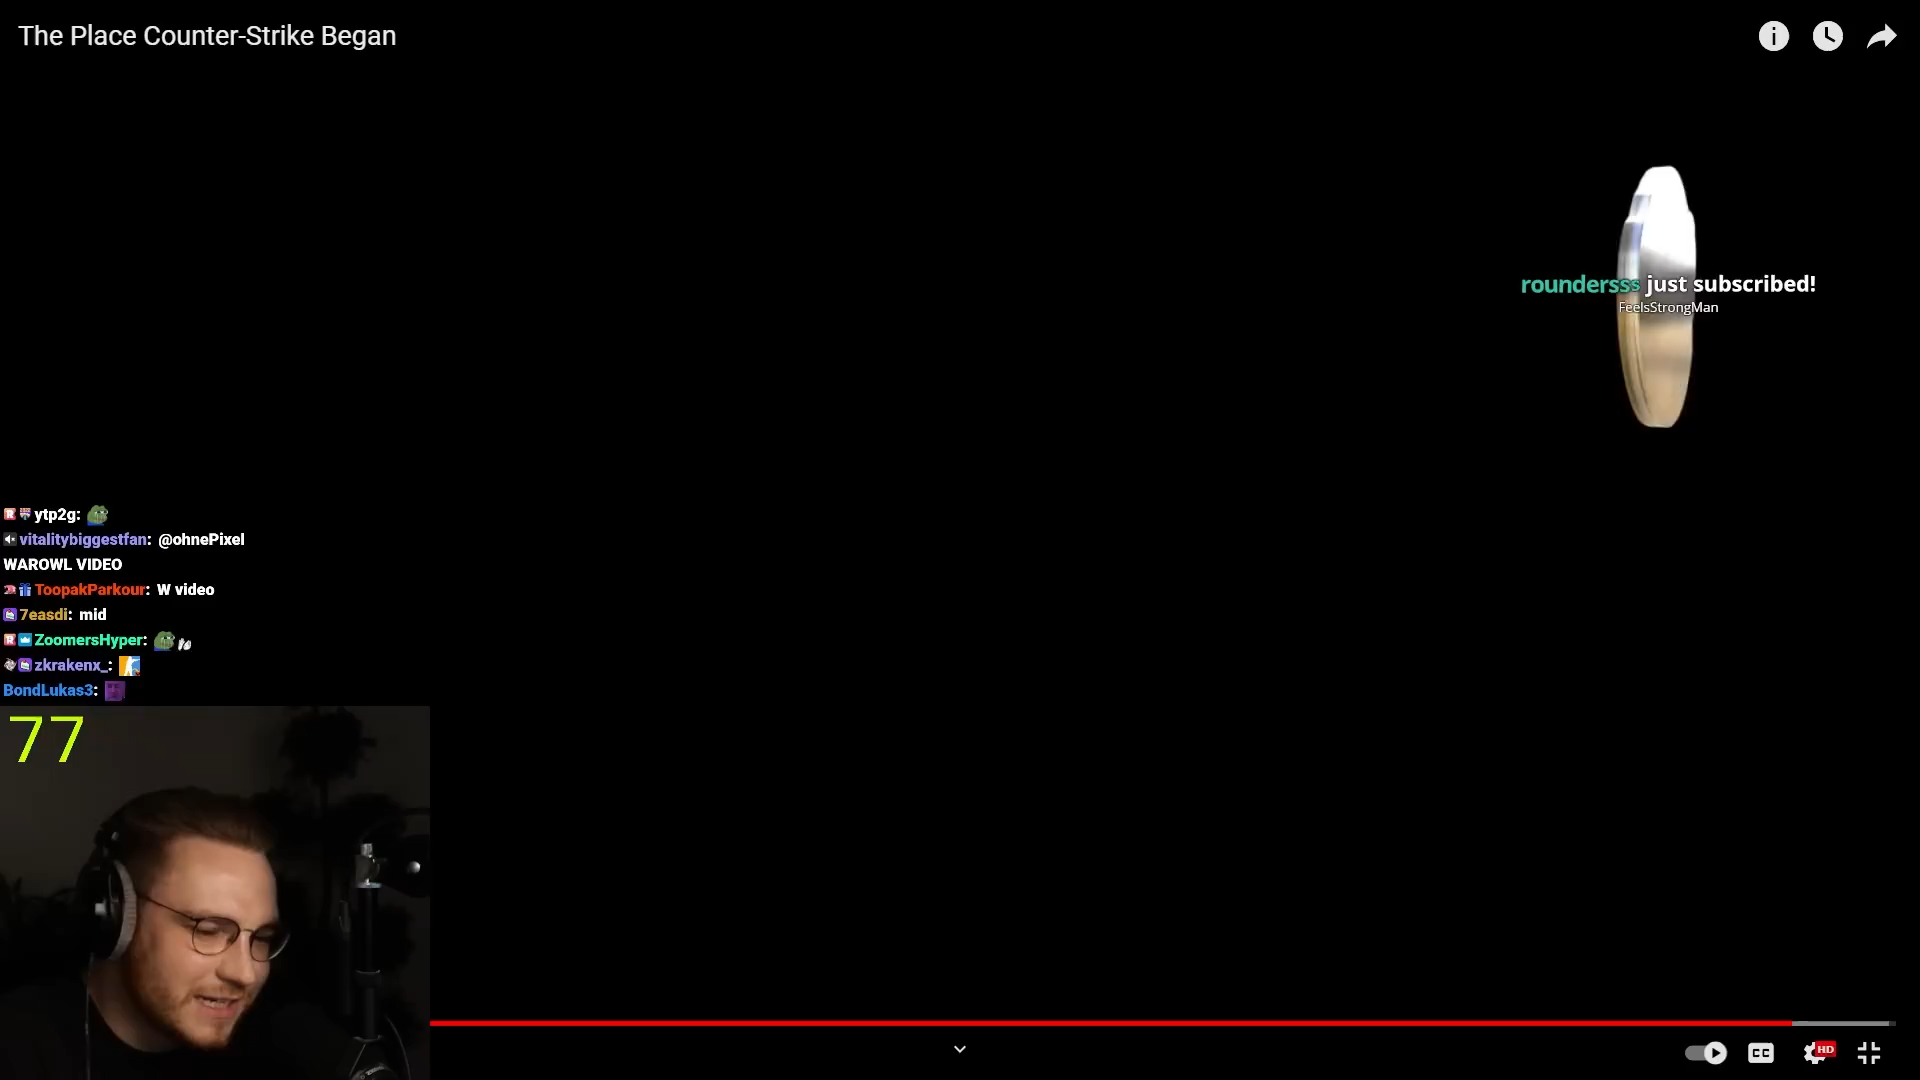 The Place Counter-Strike Began
roundersss just subscribed!
FeelsStrongMan
ytp2g:
vitalitybiggestfan: @ohnePixel
WAROWL VIDEO
ToopakParkour: W video
7easdi: mid
ZoomersHyper:
zkrakenx_:
BondLukas3:
77
CC
HD